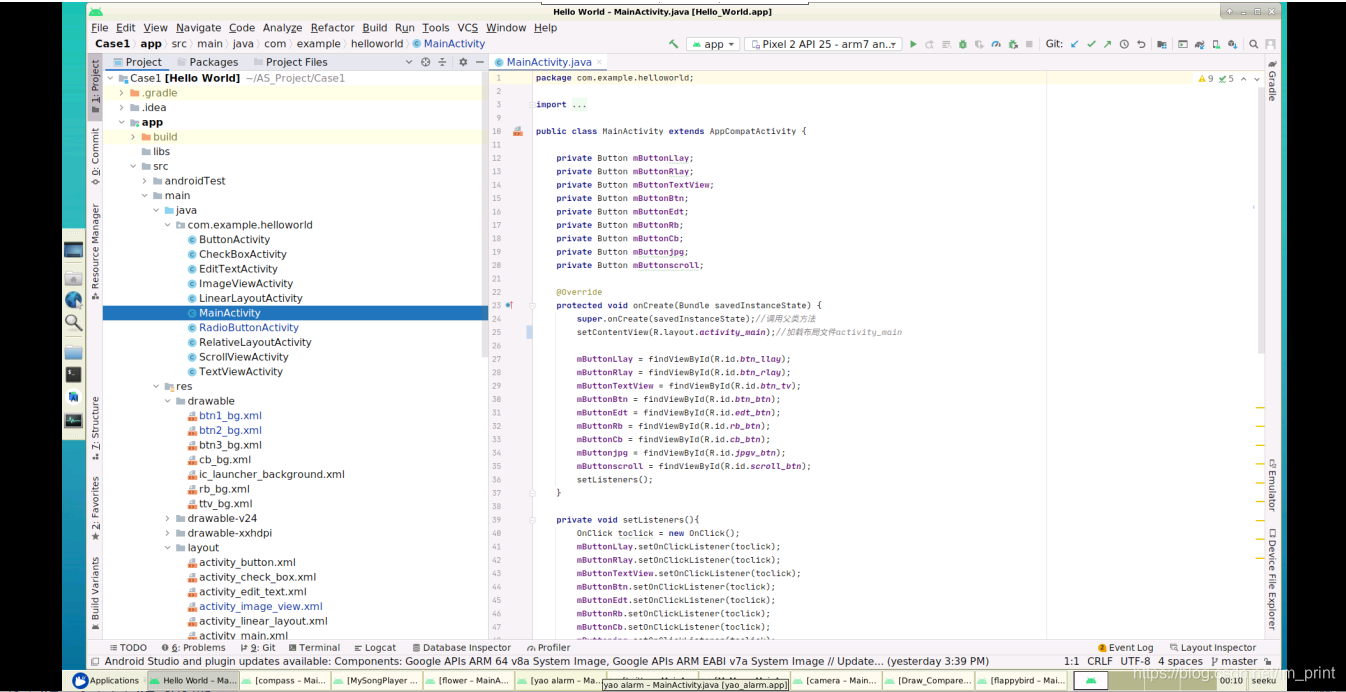 Hello World – MainActivity.java [Hello_World.app]
File Edit View Navigate Code Analyze Refactor Build Run Tools VCS Window Help
Case1 app src main java com example helloworld MainActivity app Pixel 2 API 25 - arm7 an... Git:
Project Packages Project Files
MainActivity.java
1: Project
0: Commit
Resource Manager
7: Structure
2: Favorites
Build Variants
Case1 [Hello World] ~/AS_Project/Case1
.gradle
.idea
app
build
libs
src
androidTest
main
java
com.example.helloworld
ButtonActivity
CheckBoxActivity
EditTextActivity
ImageViewActivity
LinearLayoutActivity
MainActivity
RadioButtonActivity
RelativeLayoutActivity
ScrollViewActivity
TextViewActivity
res
drawable
btn1_bg.xml
btn2_bg.xml
btn3_bg.xml
cb_bg.xml
ic_launcher_background.xml
rb_bg.xml
ttv_bg.xml
drawable-v24
drawable-xxhdpi
layout
activity_button.xml
activity_check_box.xml
activity_edit_text.xml
activity_image_view.xml
activity_linear_layout.xml
activity_main.xml
9 5
1 package com.example.helloworld;
2
3 import ...
9
10 public class MainActivity extends AppCompatActivity {
11
12 private Button mButtonLlay;
13 private Button mButtonRlay;
14 private Button mButtonTextView;
15 private Button mButtonBtn;
16 private Button mButtonEdt;
17 private Button mButtonRb;
18 private Button mButtonCb;
19 private Button mButtonjpg;
20 private Button mButtonscroll;
21
22 @Override
23 protected void onCreate(Bundle savedInstanceState) {
24 super.onCreate(savedInstanceState);//调用父类方法
25 setContentView(R.layout.activity_main);//加载布局文件activity_main
26
27 mButtonLlay = findViewById(R.id.btn_llay);
28 mButtonRlay = findViewById(R.id.btn_rlay);
29 mButtonTextView = findViewById(R.id.btn_tv);
30 mButtonBtn = findViewById(R.id.btn_btn);
31 mButtonEdt = findViewById(R.id.edt_btn);
32 mButtonRb = findViewById(R.id.rb_btn);
33 mButtonCb = findViewById(R.id.cb_btn);
34 mButtonjpg = findViewById(R.id.jpgv_btn);
35 mButtonscroll = findViewById(R.id.scroll_btn);
36 setListeners();
37 }
38
39 private void setListeners(){
40 OnClick toclick = new OnClick();
41 mButtonLlay.setOnClickListener(toclick);
42 mButtonRlay.setOnClickListener(toclick);
43 mButtonTextView.setOnClickListener(toclick);
44 mButtonBtn.setOnClickListener(toclick);
45 mButtonEdt.setOnClickListener(toclick);
46 mButtonRb.setOnClickListener(toclick);
47 mButtonCb.setOnClickListener(toclick);
Gradle
Emulator
Device File Explorer
TODO 6: Problems 9: Git Terminal Logcat Database Inspector Profiler 2 Event Log Layout Inspector
Android Studio and plugin updates available: Components: Google APIs ARM 64 v8a System Image, Google APIs ARM EABI v7a System Image // Update... (yesterday 3:39 PM) 1:1 CRLF UTF-8 4 spaces master
Applications Hello World – Ma... [compass – Mai... [MySongPlayer ... [flower – MainA... [yao alarm – Ma... [camera – Main... [Draw_Compare... [flappybird – Mai... 00:10 seeku
yao alarm – MainActivity.java [yao_alarm.app]